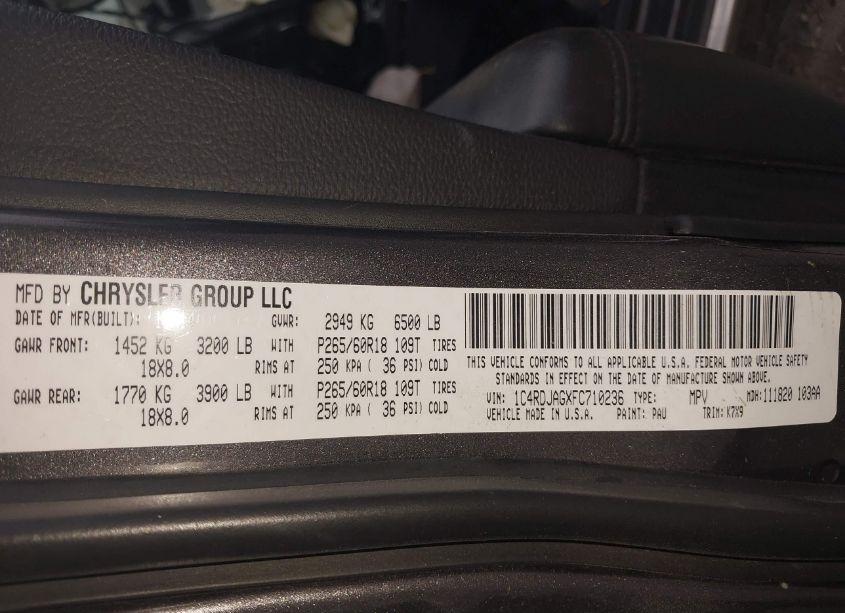 MFD BY CHRYSLER GROUP LLC
DATE OF MFR(BUILT): GVWR: 2949 KG 6500 LB
GAWR FRONT: 1452 KG 3200 LB WITH P265/60R18 109T TIRES
18X8.0 RIMS AT 250 KPA ( 36 PSI) COLD
GAWR REAR: 1770 KG 3900 LB WITH P265/60R18 109T TIRES
18X8.0 RIMS AT 250 KPA ( 36 PSI) COLD
THIS VEHICLE CONFORMS TO ALL APPLICABLE U.S.A. FEDERAL MOTOR VEHICLE SAFETY
STANDARDS IN EFFECT ON THE DATE OF MANUFACTURE SHOWN ABOVE.
VIN: 1C4RDJAGXFC710236 TYPE: MPV MDH: 111820 103AA
VEHICLE MADE IN U.S.A. PAINT: PAU TRIM: K7X9